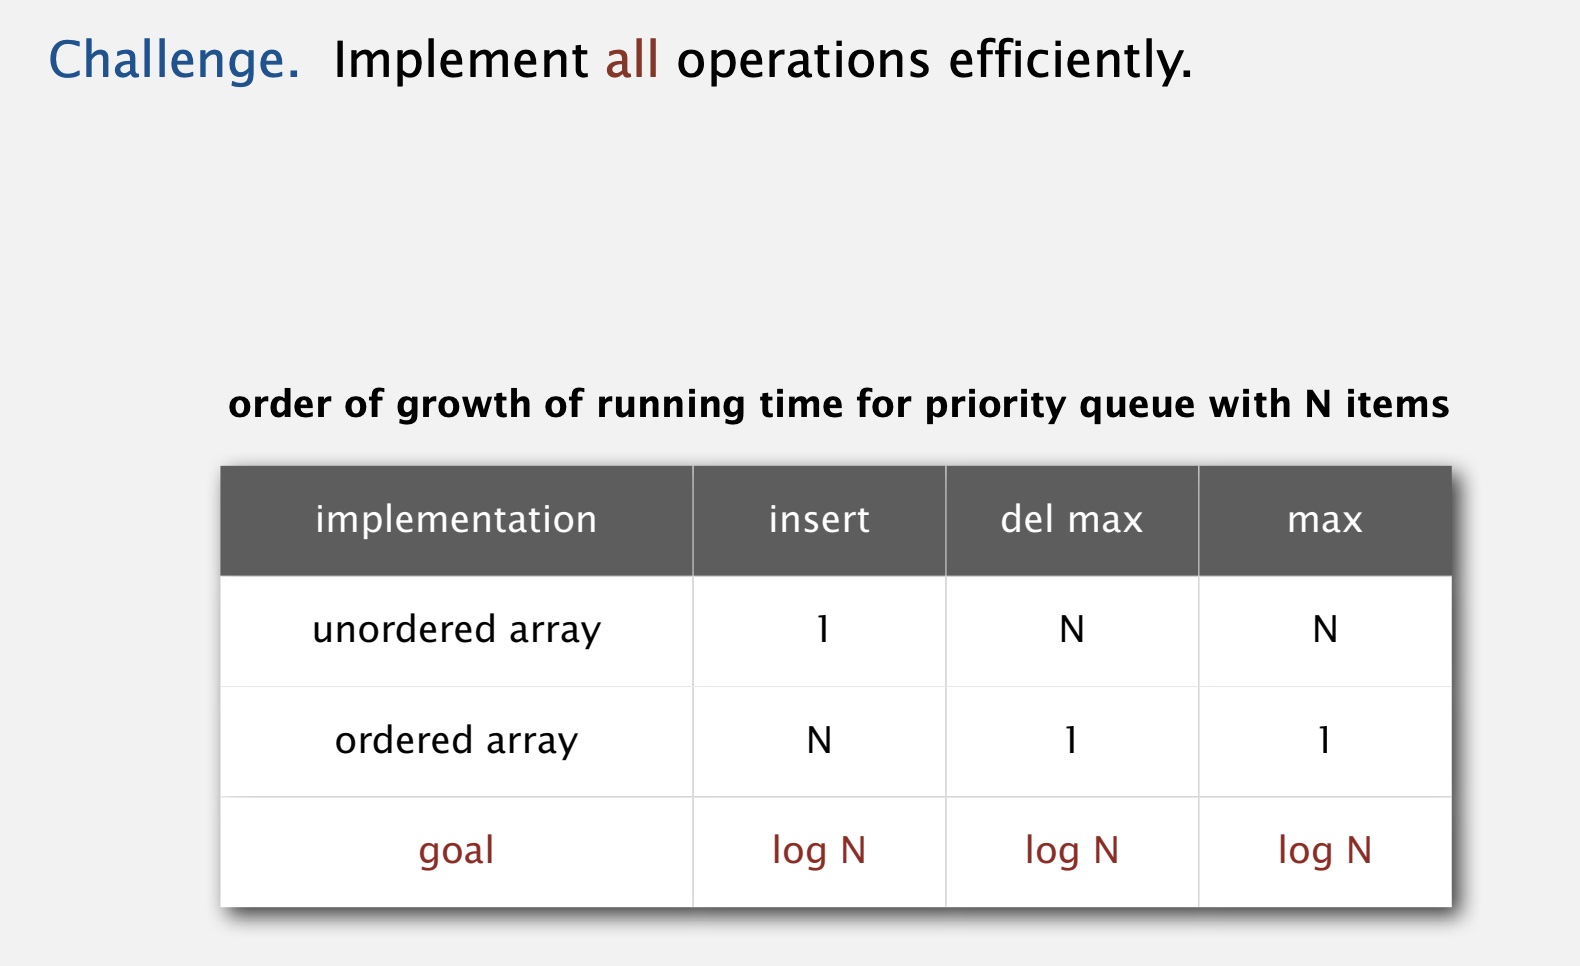 Challenge. Implement all operations efficiently.
order of growth of running time for priority queue with N items
implementation insert del max max
unordered array 1 N N
ordered array N 1 1
goal log N log N log N